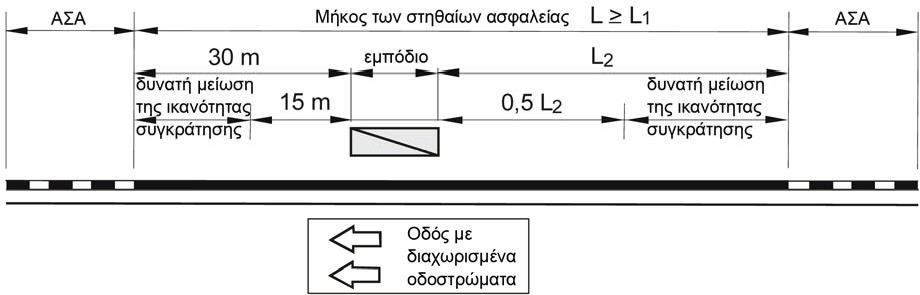 ΑΣΑ
Μήκος των στηθαίων ασφαλείας L ≥ L1
ΑΣΑ
30 m
εμπόδιο
L2
δυνατή μείωση
της ικανότητας
συγκράτησης
15 m
0,5 L2
δυνατή μείωση
της ικανότητας
συγκράτησης
Οδός με
διαχωρισμένα
οδοστρώματα